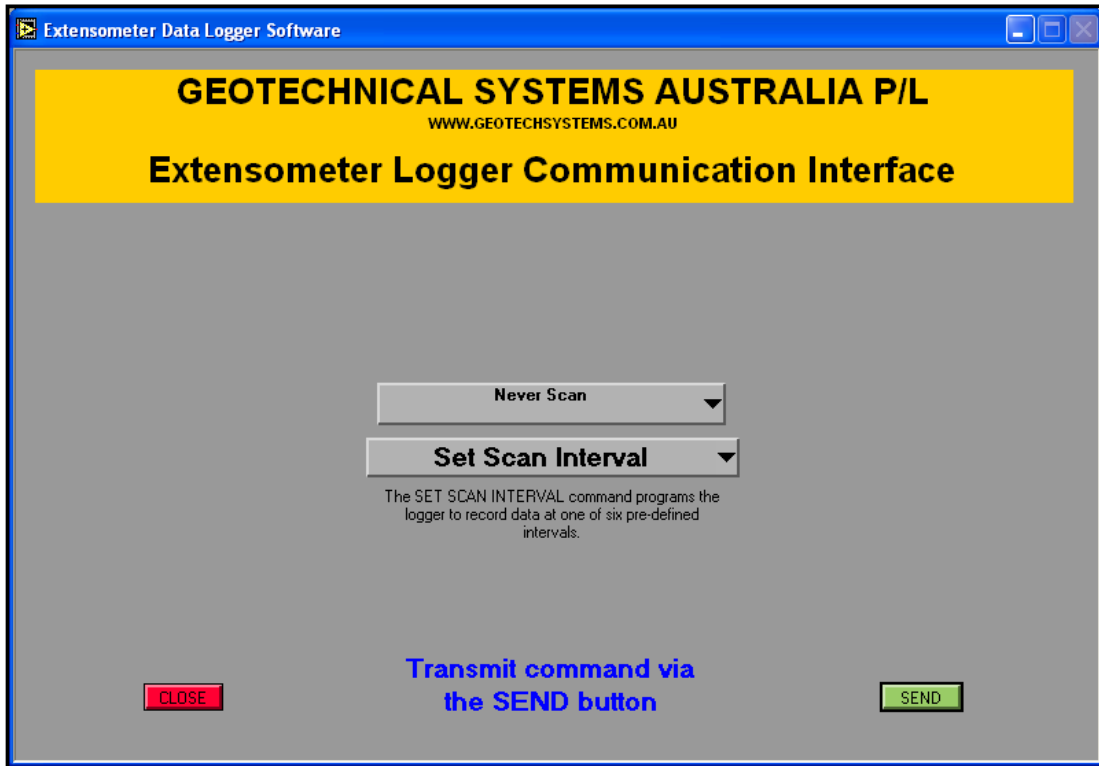 Extensometer Data Logger Software
GEOTECHNICAL SYSTEMS AUSTRALIA P/L
WWW.GEOTECHSYSTEMS.COM.AU
Extensometer Logger Communication Interface
Never Scan
Set Scan Interval
The SET SCAN INTERVAL command programs the
logger to record data at one of six pre-defined
intervals.
Transmit command via
the SEND button
CLOSE
SEND